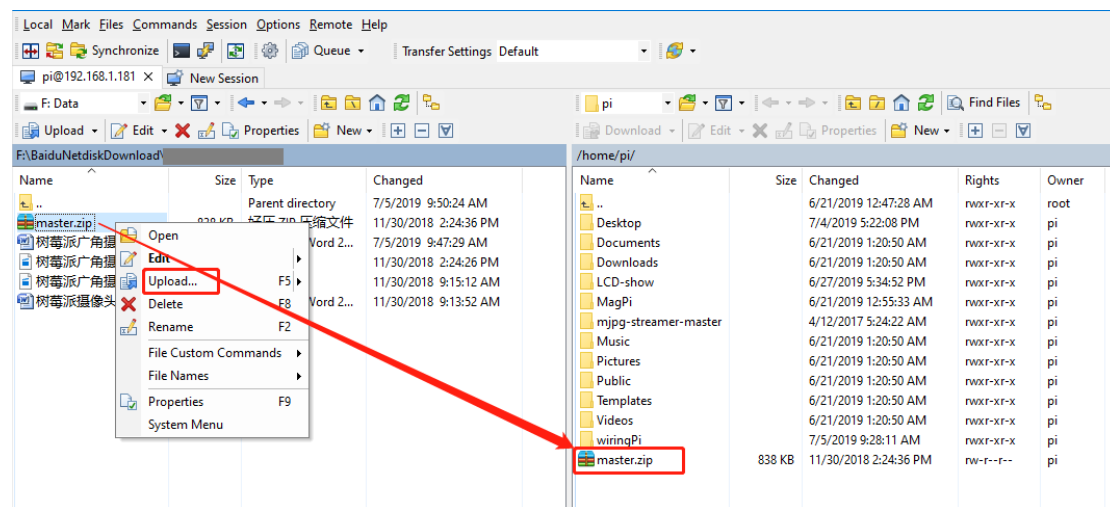 Local Mark Files Commands Session Options Remote Help
Synchronize Queue Transfer Settings Default
pi@192.168.1.181 × New Session
F: Data pi Find Files
Upload Edit Properties New Download Edit Properties New
F:\BaiduNetdiskDownload\ /home/pi/
Name Size Type Changed Name Size Changed Rights Owner
.. Parent directory 7/5/2019 9:50:24 AM .. 6/21/2019 12:47:28 AM rwxr-xr-x root
master.zip 838 KB 好压 ZIP 压缩文件 11/30/2018 2:24:36 PM Desktop 7/4/2019 5:22:08 PM rwxr-xr-x pi
树莓派广角摄 Word 2... 7/5/2019 9:47:29 AM Documents 6/21/2019 1:20:50 AM rwxr-xr-x pi
树莓派广角摄 11/30/2018 2:24:26 PM Downloads 6/21/2019 1:20:50 AM rwxr-xr-x pi
树莓派广角摄 11/30/2018 9:15:12 AM LCD-show 6/27/2019 5:34:52 PM rwxr-xr-x pi
树莓派摄像头 Word 2... 11/30/2018 9:13:52 AM MagPi 6/21/2019 12:55:33 AM rwxr-xr-x pi
mjpg-streamer-master 4/12/2017 5:24:22 AM rwxr-xr-x pi
Music 6/21/2019 1:20:50 AM rwxr-xr-x pi
Pictures 6/21/2019 1:20:50 AM rwxr-xr-x pi
Public 6/21/2019 1:20:50 AM rwxr-xr-x pi
Templates 6/21/2019 1:20:50 AM rwxr-xr-x pi
Videos 6/21/2019 1:20:50 AM rwxr-xr-x pi
wiringPi 7/5/2019 9:28:11 AM rwxr-xr-x pi
master.zip 838 KB 11/30/2018 2:24:36 PM rw-r--r-- pi
Open
Edit
Upload... F5
Delete F8
Rename F2
File Custom Commands
File Names
Properties F9
System Menu